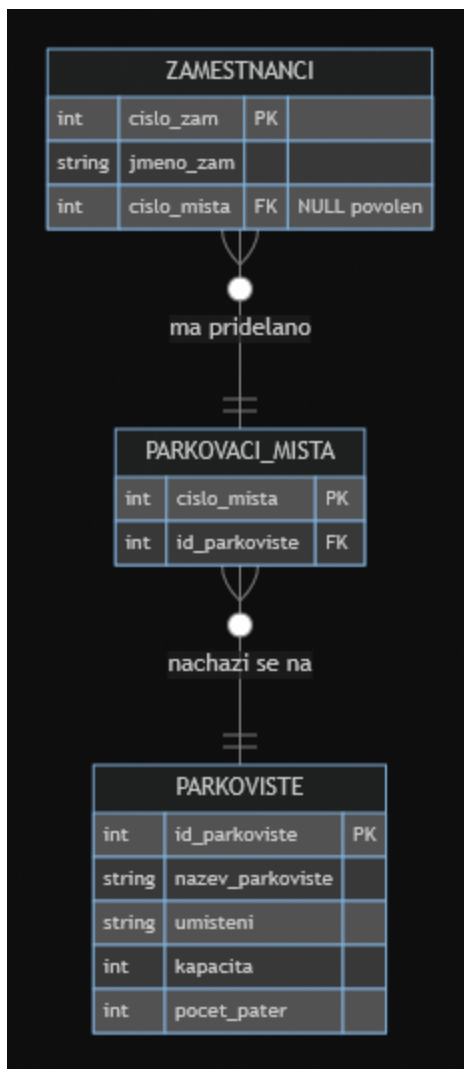 ZAMESTNANCI
int cislo_zam PK
string jmeno_zam
int cislo_mista FK NULL povolen
ma pridelano
PARKOVACI_MISTA
int cislo_mista PK
int id_parkoviste FK
nachazi se na
PARKOVISTE
int id_parkoviste PK
string nazev_parkoviste
string umisteni
int kapacita
int pocet_pater